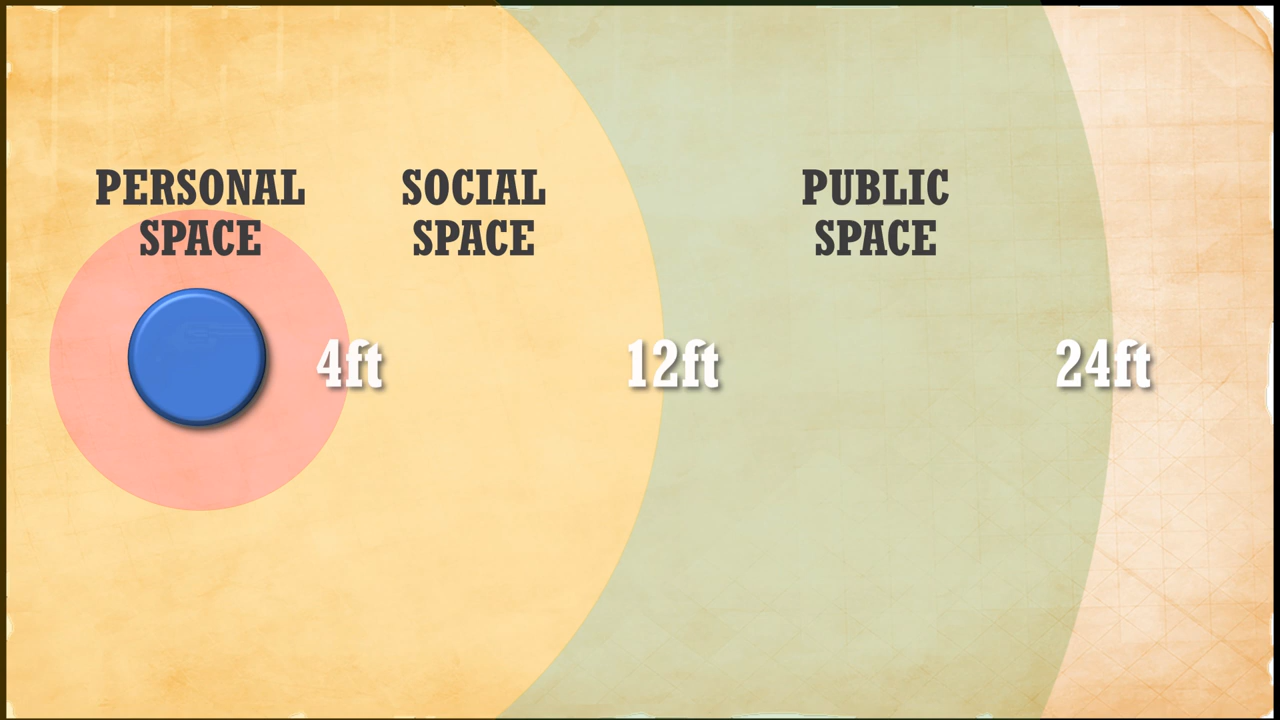 PERSONAL
SPACE
SOCIAL
SPACE
PUBLIC
SPACE
4ft
12ft
24ft